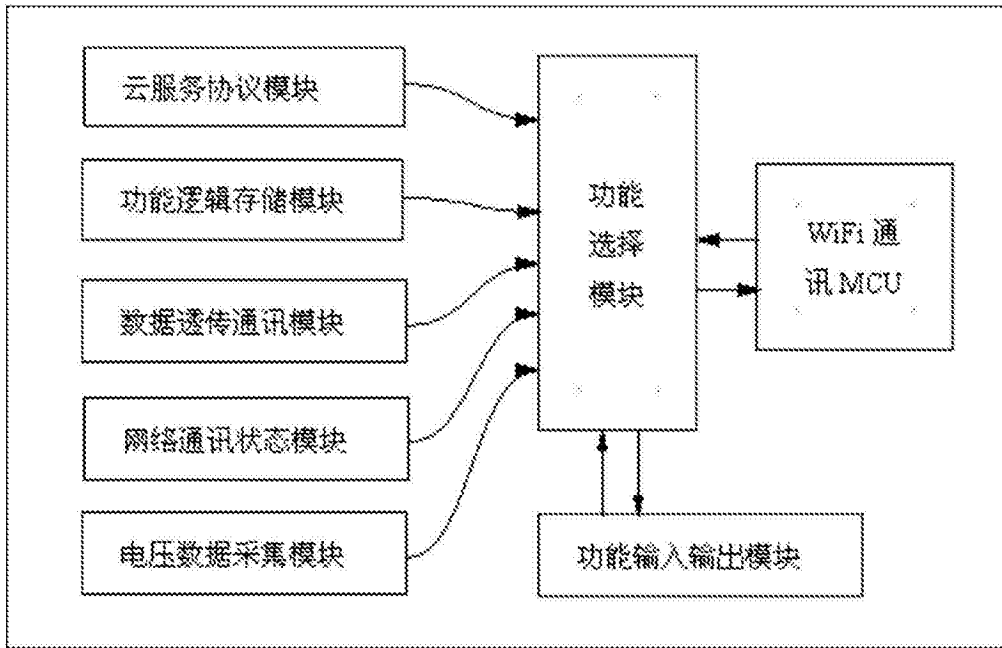 云服务协议模块
功能逻辑存储模块
数据透传通讯模块
网络通讯状态模块
电压数据采集模块
功能
选择
模块
WiFi 通
讯 MCU
功能输入输出模块